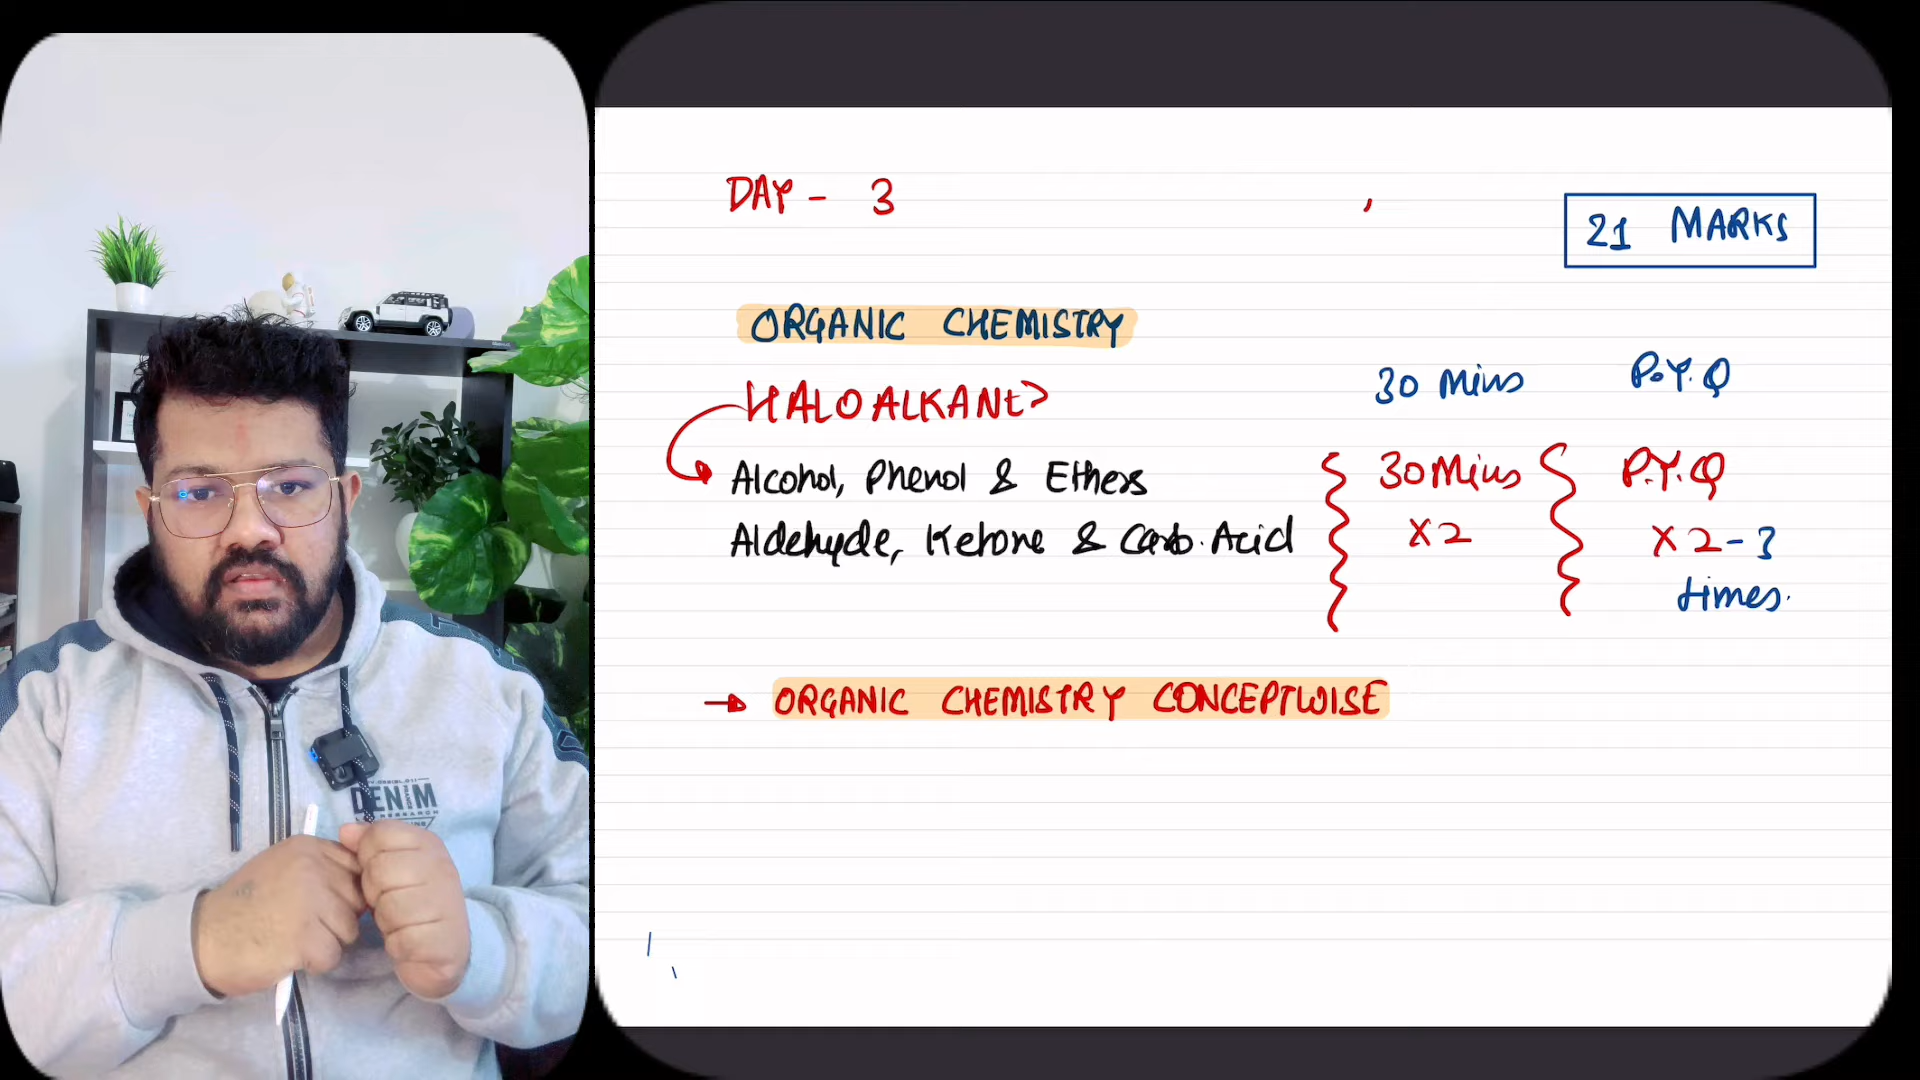 DAY - 3
21 MARKS
ORGANIC CHEMISTRY
HALOALKANE
30 Mins
P.Y.Q
Alcohol, Phenol & Ethers
30 Mins
P.Y.Q
Aldehyde, Ketone & Carb. Acid
X2
X 2 - 3
times.
→ ORGANIC CHEMISTRY CONCEPTWISE
DENIM